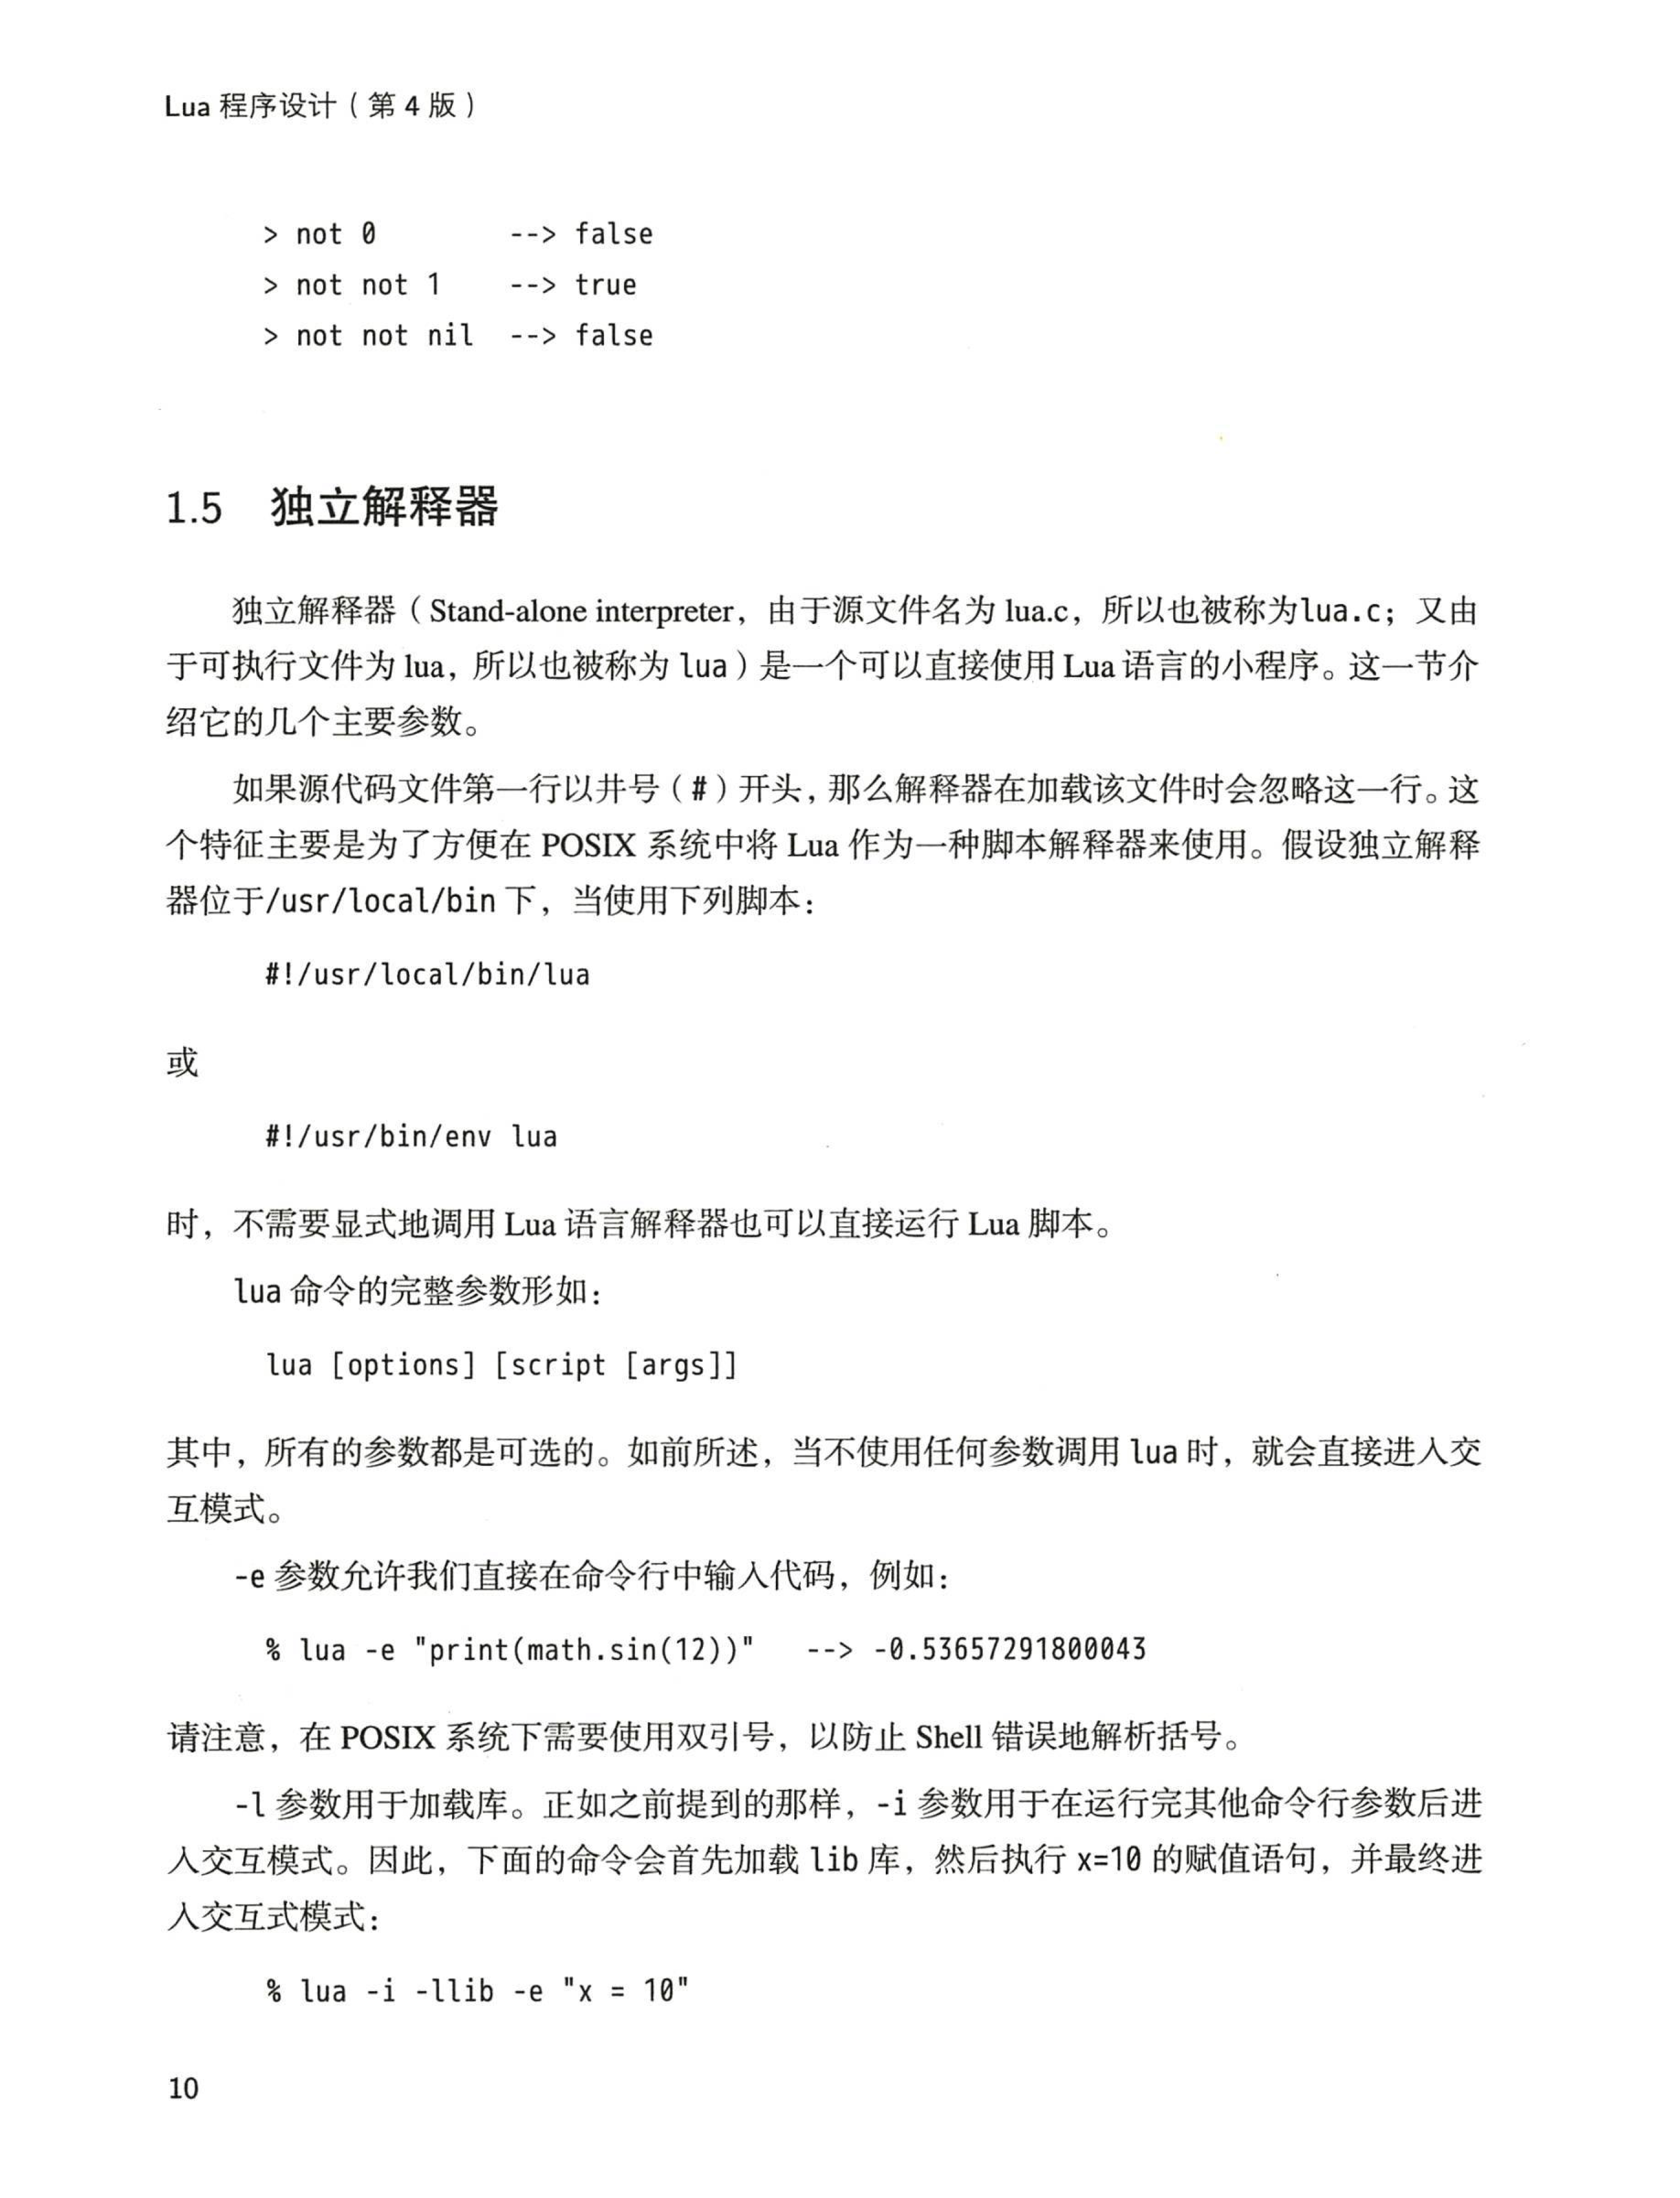 Lua 程序设计（第 4 版）
> not 0        --> false
> not not 1    --> true
> not not nil  --> false
1.5 独立解释器
独立解释器（Stand-alone interpreter，由于源文件名为 lua.c，所以也被称为lua.c；又由
于可执行文件为 lua，所以也被称为 lua）是一个可以直接使用 Lua 语言的小程序。这一节介
绍它的几个主要参数。
如果源代码文件第一行以井号（#）开头，那么解释器在加载该文件时会忽略这一行。这
个特征主要是为了方便在 POSIX 系统中将 Lua 作为一种脚本解释器来使用。假设独立解释
器位于/usr/local/bin 下，当使用下列脚本：
#!/usr/local/bin/lua
或
#!/usr/bin/env lua
时，不需要显式地调用 Lua 语言解释器也可以直接运行 Lua 脚本。
lua 命令的完整参数形如：
lua [options] [script [args]]
其中，所有的参数都是可选的。如前所述，当不使用任何参数调用 lua 时，就会直接进入交
互模式。
-e 参数允许我们直接在命令行中输入代码，例如：
% lua -e "print(math.sin(12))"   --> -0.53657291800043
请注意，在 POSIX 系统下需要使用双引号，以防止 Shell 错误地解析括号。
-l 参数用于加载库。正如之前提到的那样，-i 参数用于在运行完其他命令行参数后进
入交互模式。因此，下面的命令会首先加载 lib 库，然后执行 x=10 的赋值语句，并最终进
入交互式模式：
% lua -i -llib -e "x = 10"
10